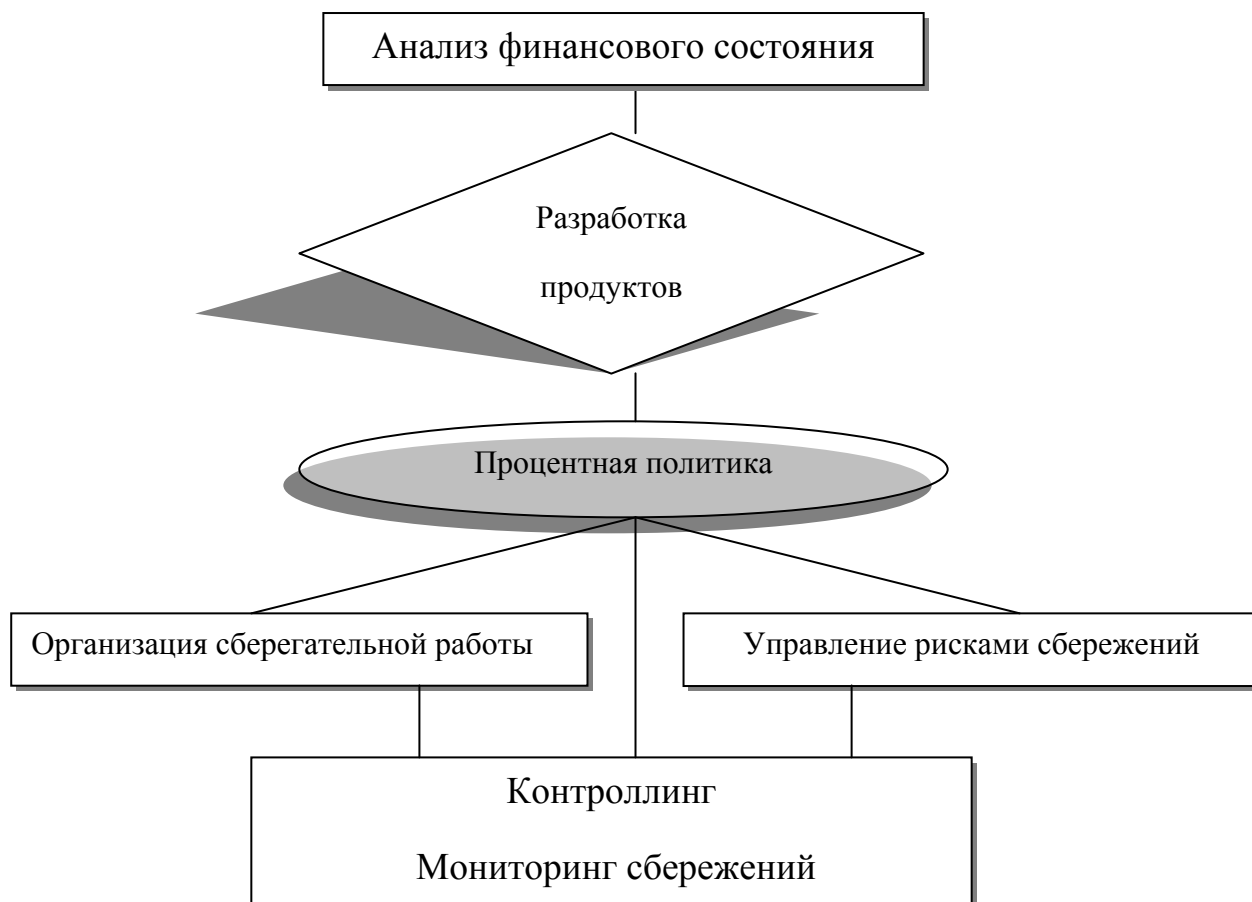 Анализ финансового состояния
Разработка
продуктов
Процентная политика
Организация сберегательной работы
Управление рисками сбережений
Контроллинг
Мониторинг сбережений